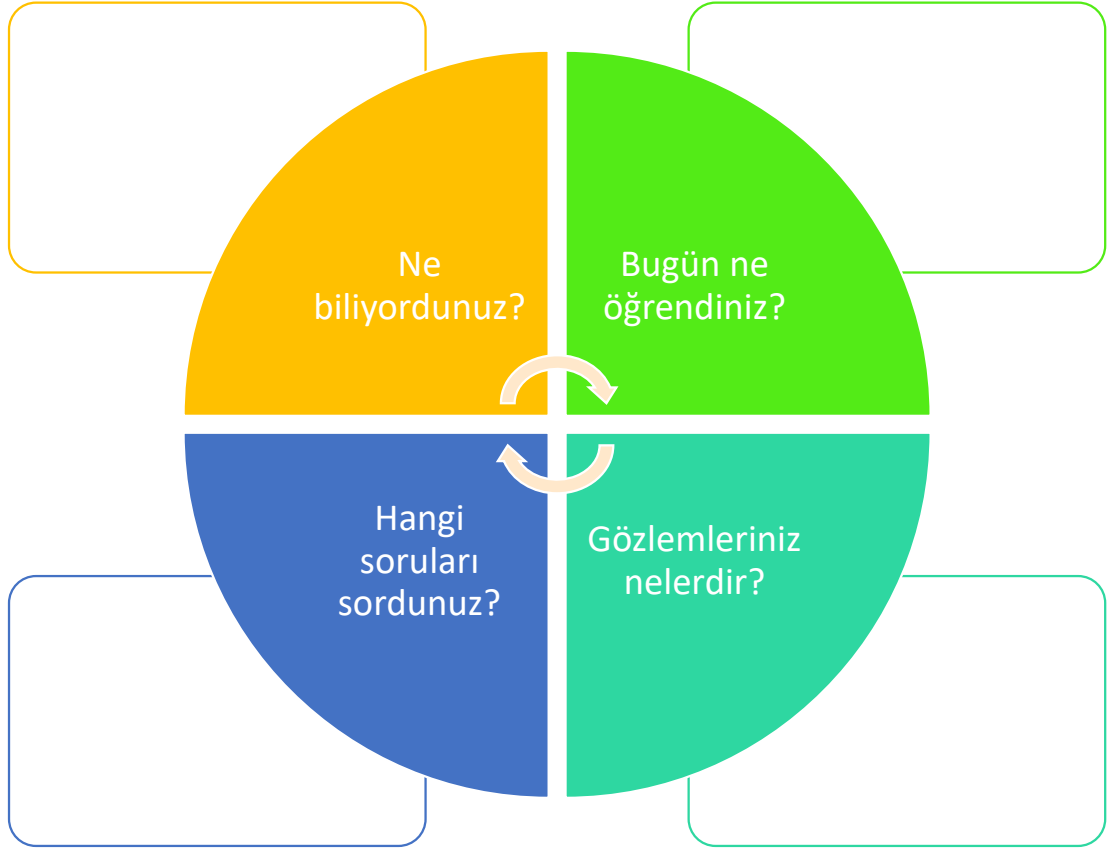 Ne
biliyordunuz?
Bugün ne
öğrendiniz?
Hangi
soruları
sordunuz?
Gözlemleriniz
nelerdir?